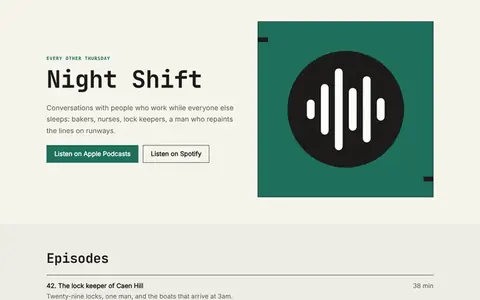 EVERY OTHER THURSDAY
Night Shift
Conversations with people who work while everyone else
sleeps: bakers, nurses, lock keepers, a man who repaints
the lines on runways.
Listen on Apple Podcasts
Listen on Spotify
Episodes
42. The lock keeper of Caen Hill
38 min
Twenty-nine locks, one man, and the boats that arrive at 3am.